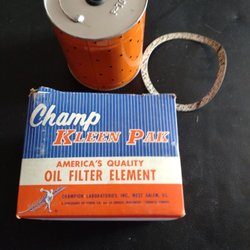 Champ
KLEEN PAK
AMERICA'S QUALITY
OIL FILTER ELEMENT
CHAMPION LABORATORIES, INC. WEST SALEM, ILL.